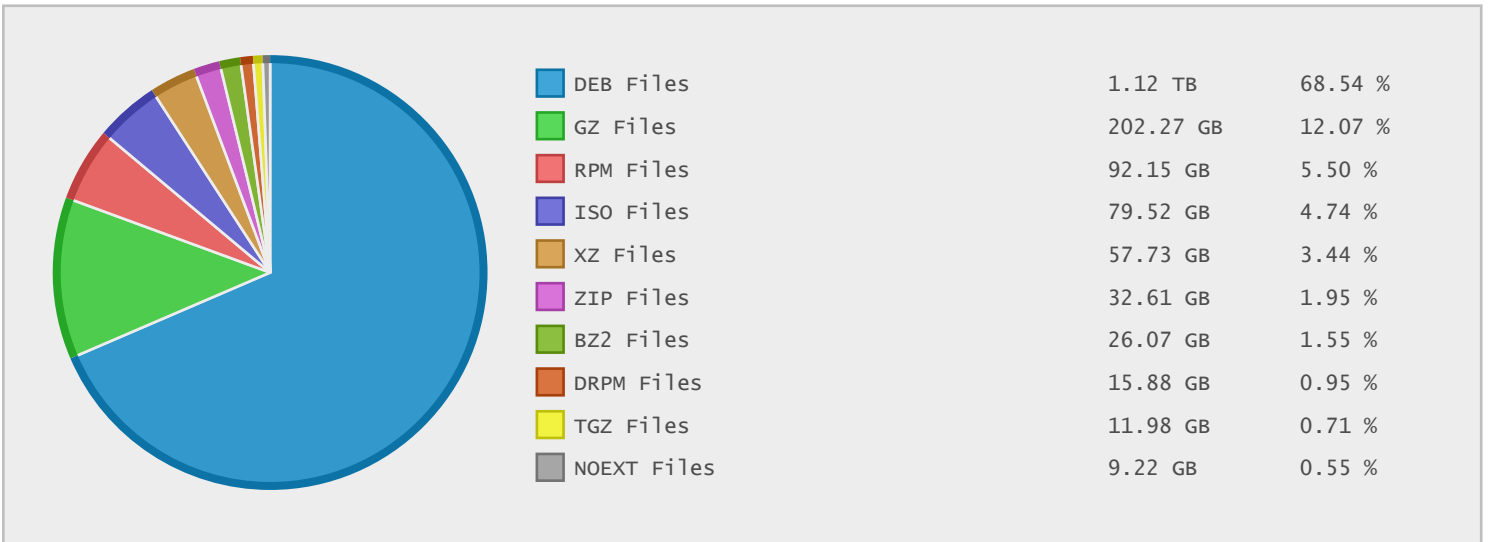 DEB Files 1.12 TB 68.54 %
GZ Files 202.27 GB 12.07 %
RPM Files 92.15 GB 5.50 %
ISO Files 79.52 GB 4.74 %
XZ Files 57.73 GB 3.44 %
ZIP Files 32.61 GB 1.95 %
BZ2 Files 26.07 GB 1.55 %
DRPM Files 15.88 GB 0.95 %
TGZ Files 11.98 GB 0.71 %
NOEXT Files 9.22 GB 0.55 %